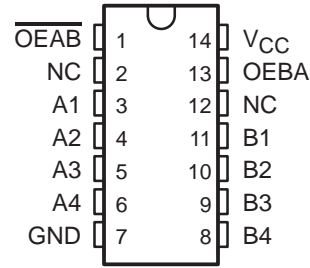 O̅E̅A̅B̅ 1 14 VCC
NC 2 13 OEBA
A1 3 12 NC
A2 4 11 B1
A3 5 10 B2
A4 6 9 B3
GND 7 8 B4